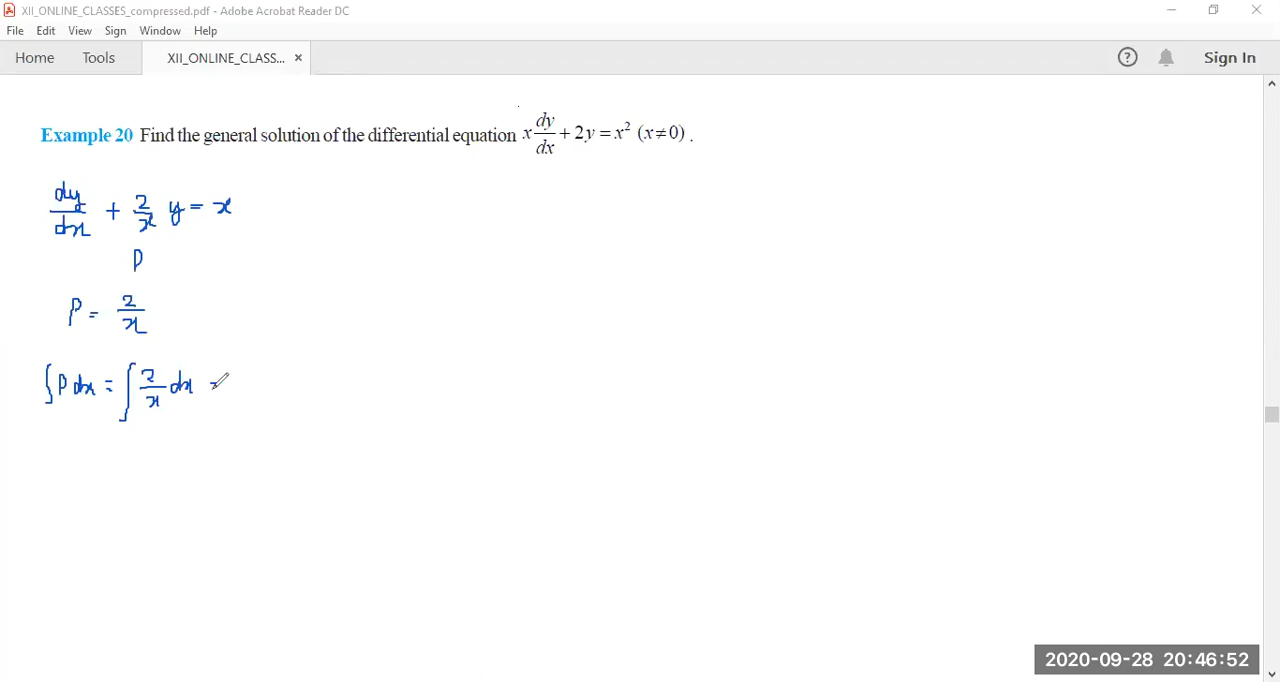 XII_ONLINE_CLASSES_compressed.pdf - Adobe Acrobat Reader DC
File Edit View Sign Window Help
Home Tools XII_ONLINE_CLASS... × Sign In
Example 20 Find the general solution of the differential equation x dy/dx + 2y = x² (x≠0) .
dy/dx + 2/x y = x
P
P = 2/x
∫ P dx = ∫ 2/x dx =
2020-09-28 20:46:52